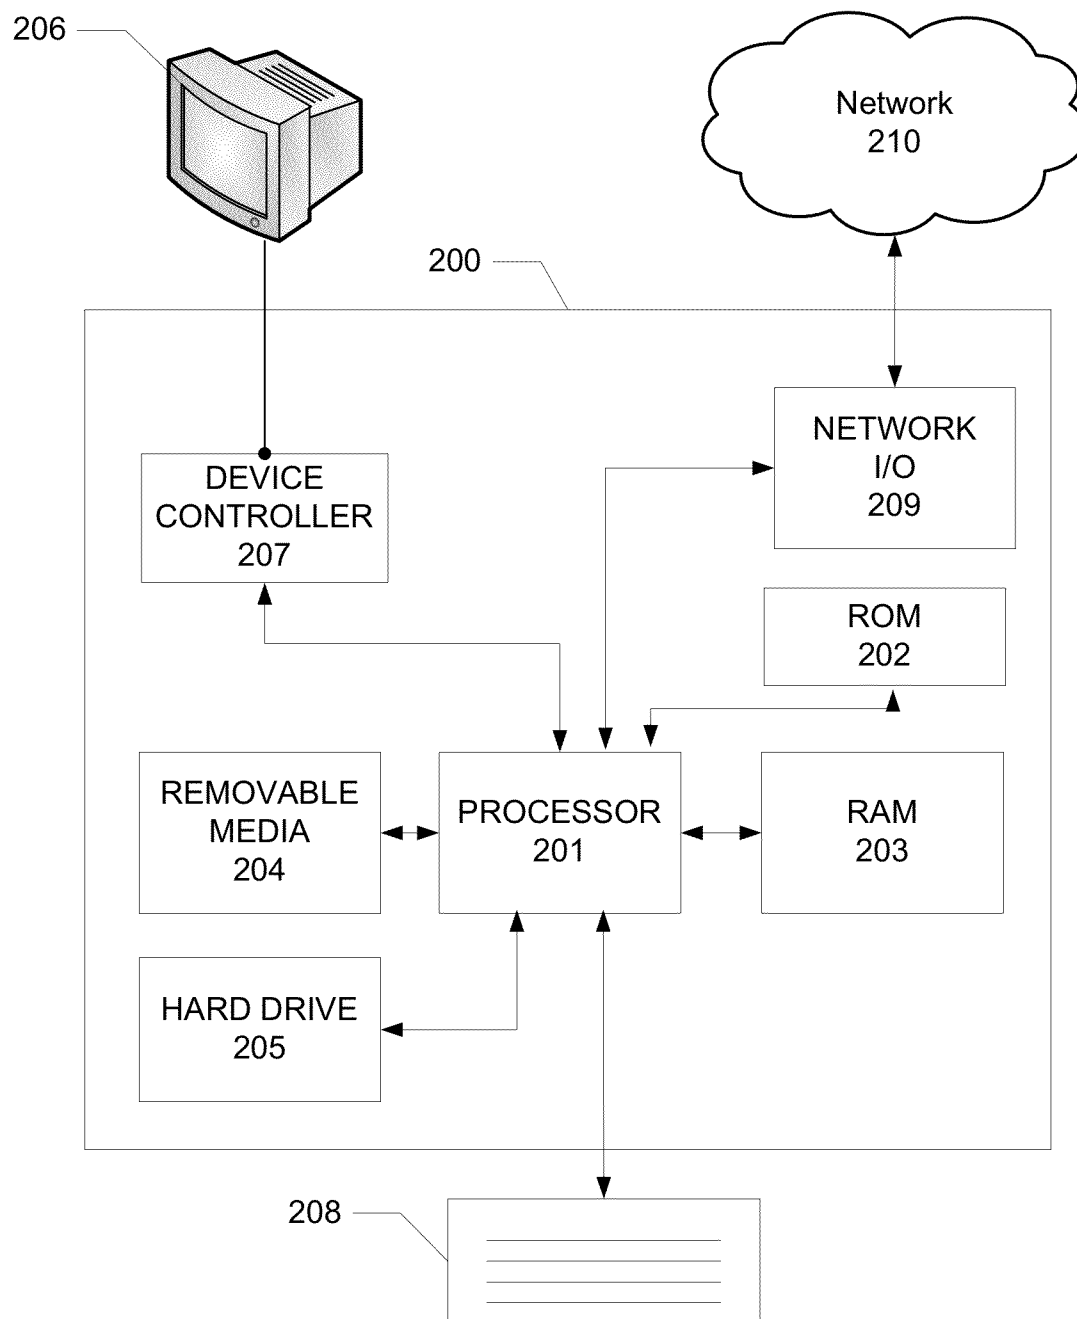 206
Network
210
200
NETWORK
I/O
209
DEVICE
CONTROLLER
207
ROM
202
REMOVABLE
MEDIA
204
PROCESSOR
201
RAM
203
HARD DRIVE
205
208